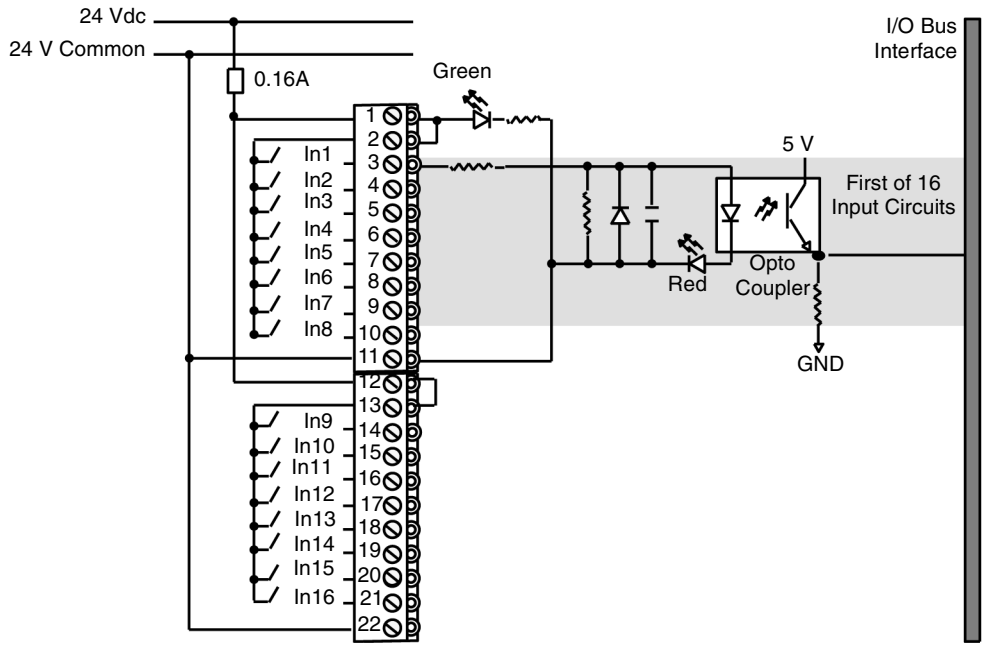 24 Vdc
24 V Common
0.16A
Green
I/O Bus
Interface
1
2
In1
3
In2
4
In3
5
In4
6
In5
7
In6
8
In7
9
In8
10
11
5 V
First of 16
Input Circuits
Red
Opto
Coupler
GND
12
13
In9
14
In10
15
In11
16
In12
17
In13
18
In14
19
In15
20
In16
21
22